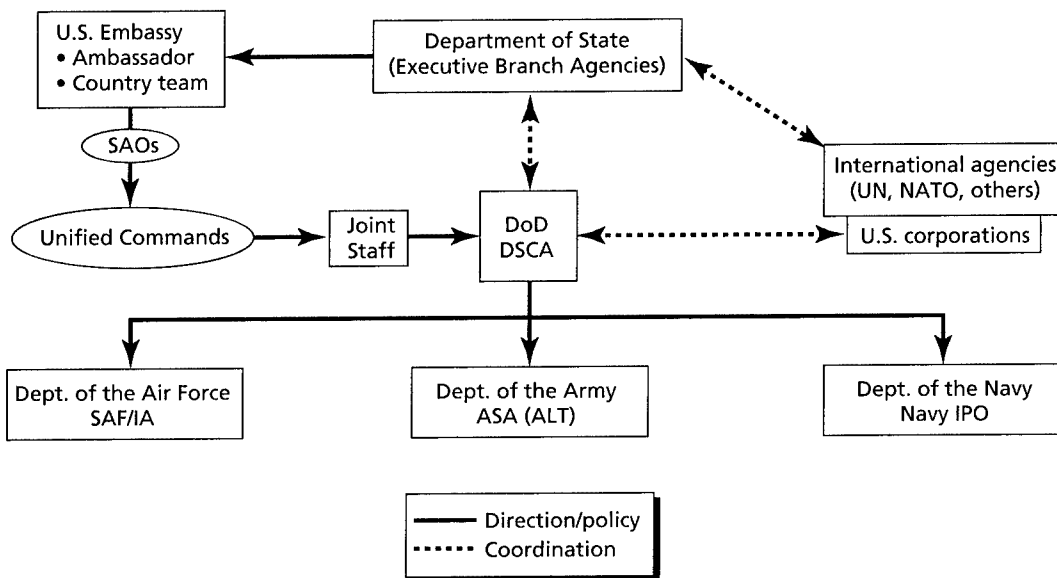 U.S. Embassy
• Ambassador
• Country team
Department of State
(Executive Branch Agencies)
SAOs
International agencies
(UN, NATO, others)
U.S. corporations
Unified Commands
Joint
Staff
DoD
DSCA
Dept. of the Air Force
SAF/IA
Dept. of the Army
ASA (ALT)
Dept. of the Navy
Navy IPO
Direction/policy
Coordination